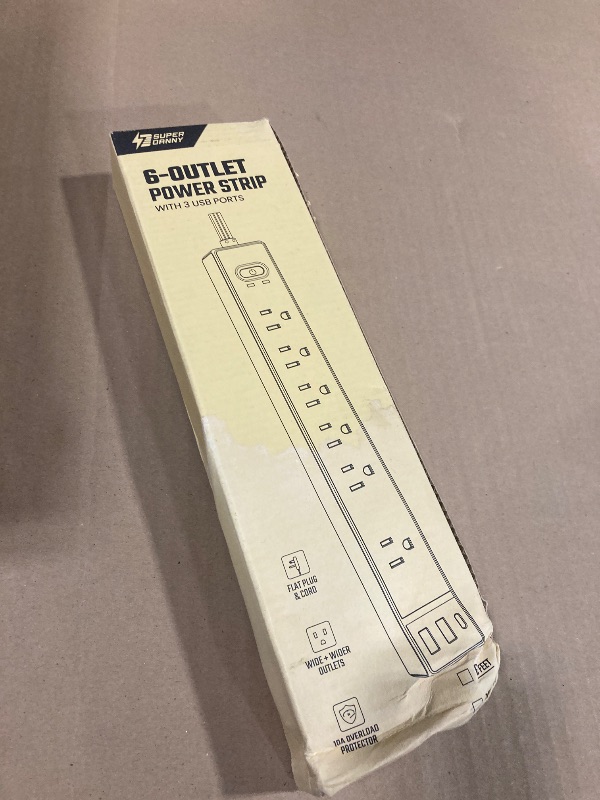 SUPER
DANNY
6-OUTLET
POWER STRIP
WITH 3 USB PORTS
FLAT PLUG
& CORD
WIDE + WIDER
OUTLETS
10A OVERLOAD
PROTECTOR
FEET